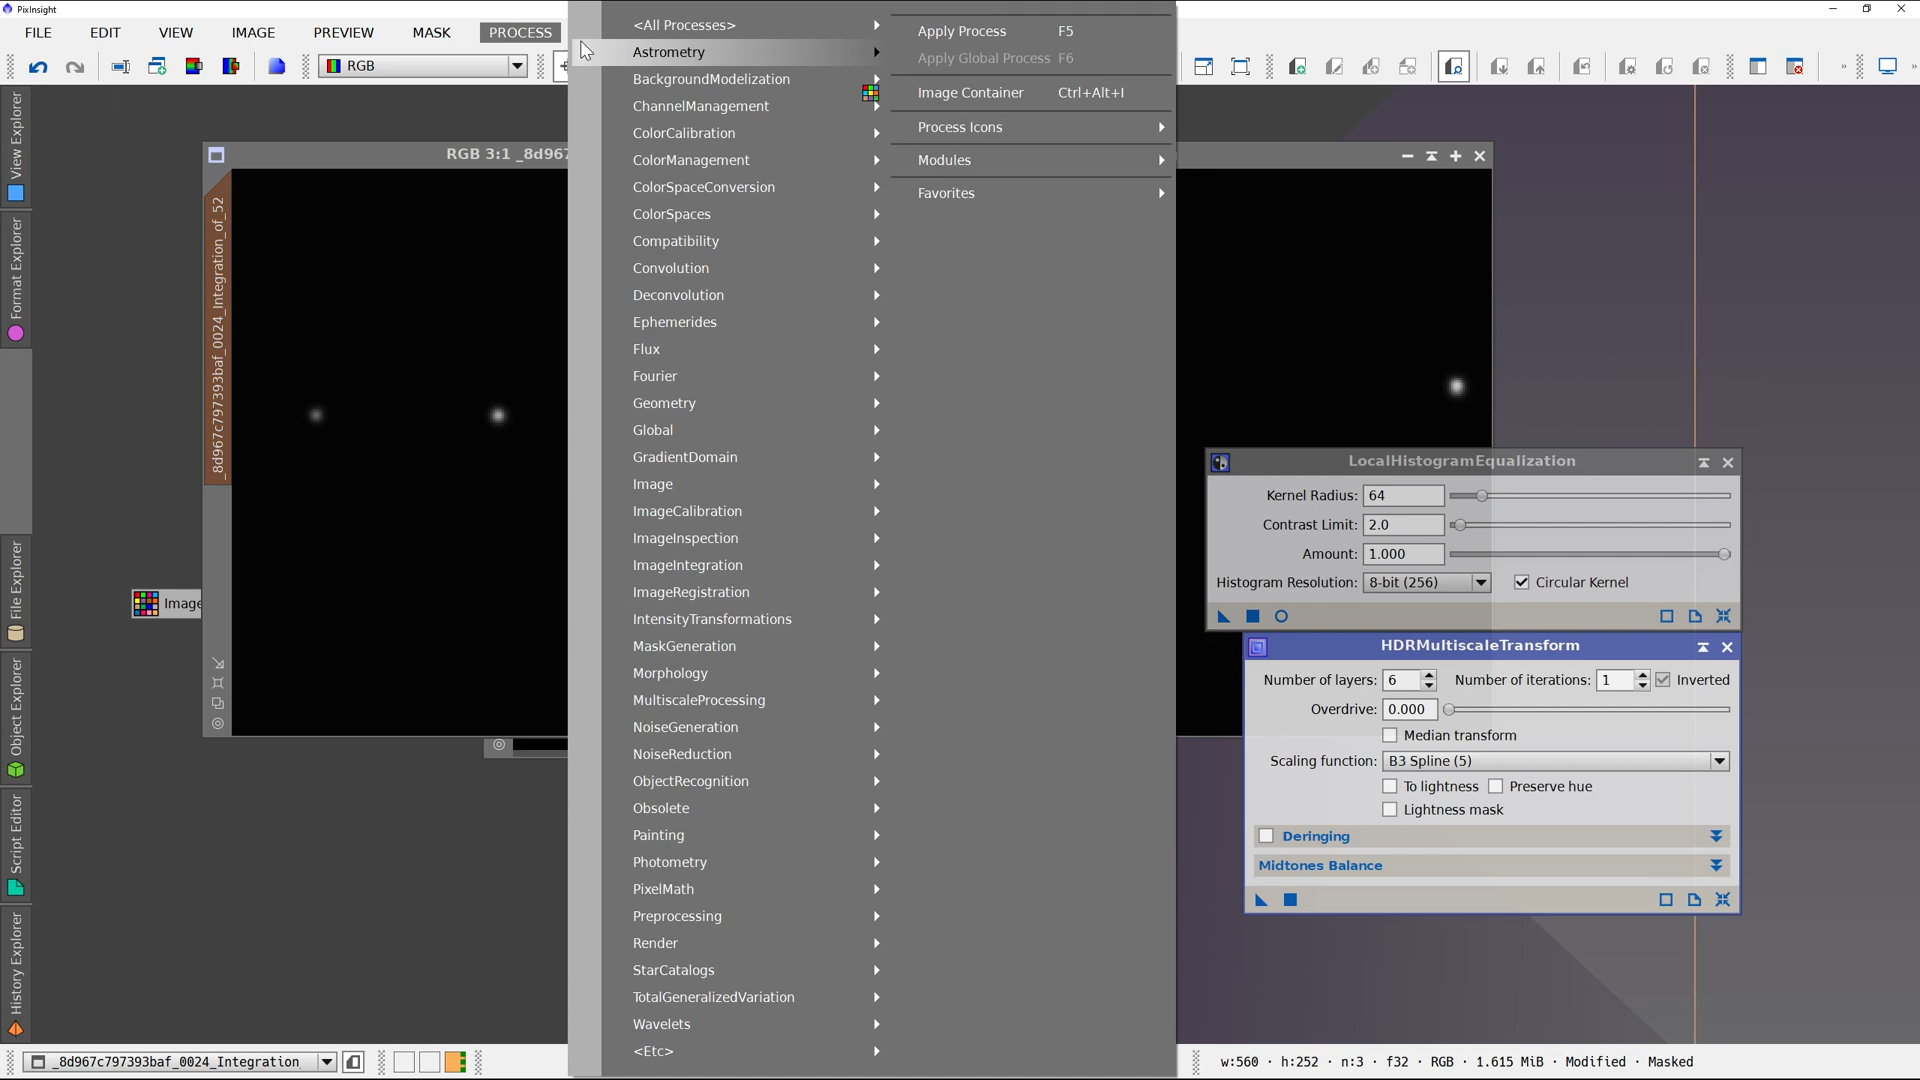 PixInsight
FILE EDIT VIEW IMAGE PREVIEW MASK PROCESS
RGB
View Explorer
Format Explorer
File Explorer
Object Explorer
Script Editor
History Explorer
RGB 3:1 _8d967
_8d967c797393baf_0024_Integration_of_52
Image
<All Processes>
Astrometry
BackgroundModelization
ChannelManagement
ColorCalibration
ColorManagement
ColorSpaceConversion
ColorSpaces
Compatibility
Convolution
Deconvolution
Ephemerides
Flux
Fourier
Geometry
Global
GradientDomain
Image
ImageCalibration
ImageInspection
ImageIntegration
ImageRegistration
IntensityTransformations
MaskGeneration
Morphology
MultiscaleProcessing
NoiseGeneration
NoiseReduction
ObjectRecognition
Obsolete
Painting
Photometry
PixelMath
Preprocessing
Render
StarCatalogs
TotalGeneralizedVariation
Wavelets
<Etc>
Apply Process F5
Apply Global Process F6
Image Container Ctrl+Alt+I
Process Icons
Modules
Favorites
LocalHistogramEqualization
Kernel Radius: 64
Contrast Limit: 2.0
Amount: 1.000
Histogram Resolution: 8-bit (256) Circular Kernel
HDRMultiscaleTransform
Number of layers: 6 Number of iterations: 1 Inverted
Overdrive: 0.000
Median transform
Scaling function: B3 Spline (5)
To lightness Preserve hue
Lightness mask
Deringing
Midtones Balance
_8d967c797393baf_0024_Integration
w:560 · h:252 · n:3 · f32 · RGB · 1.615 MiB · Modified · Masked